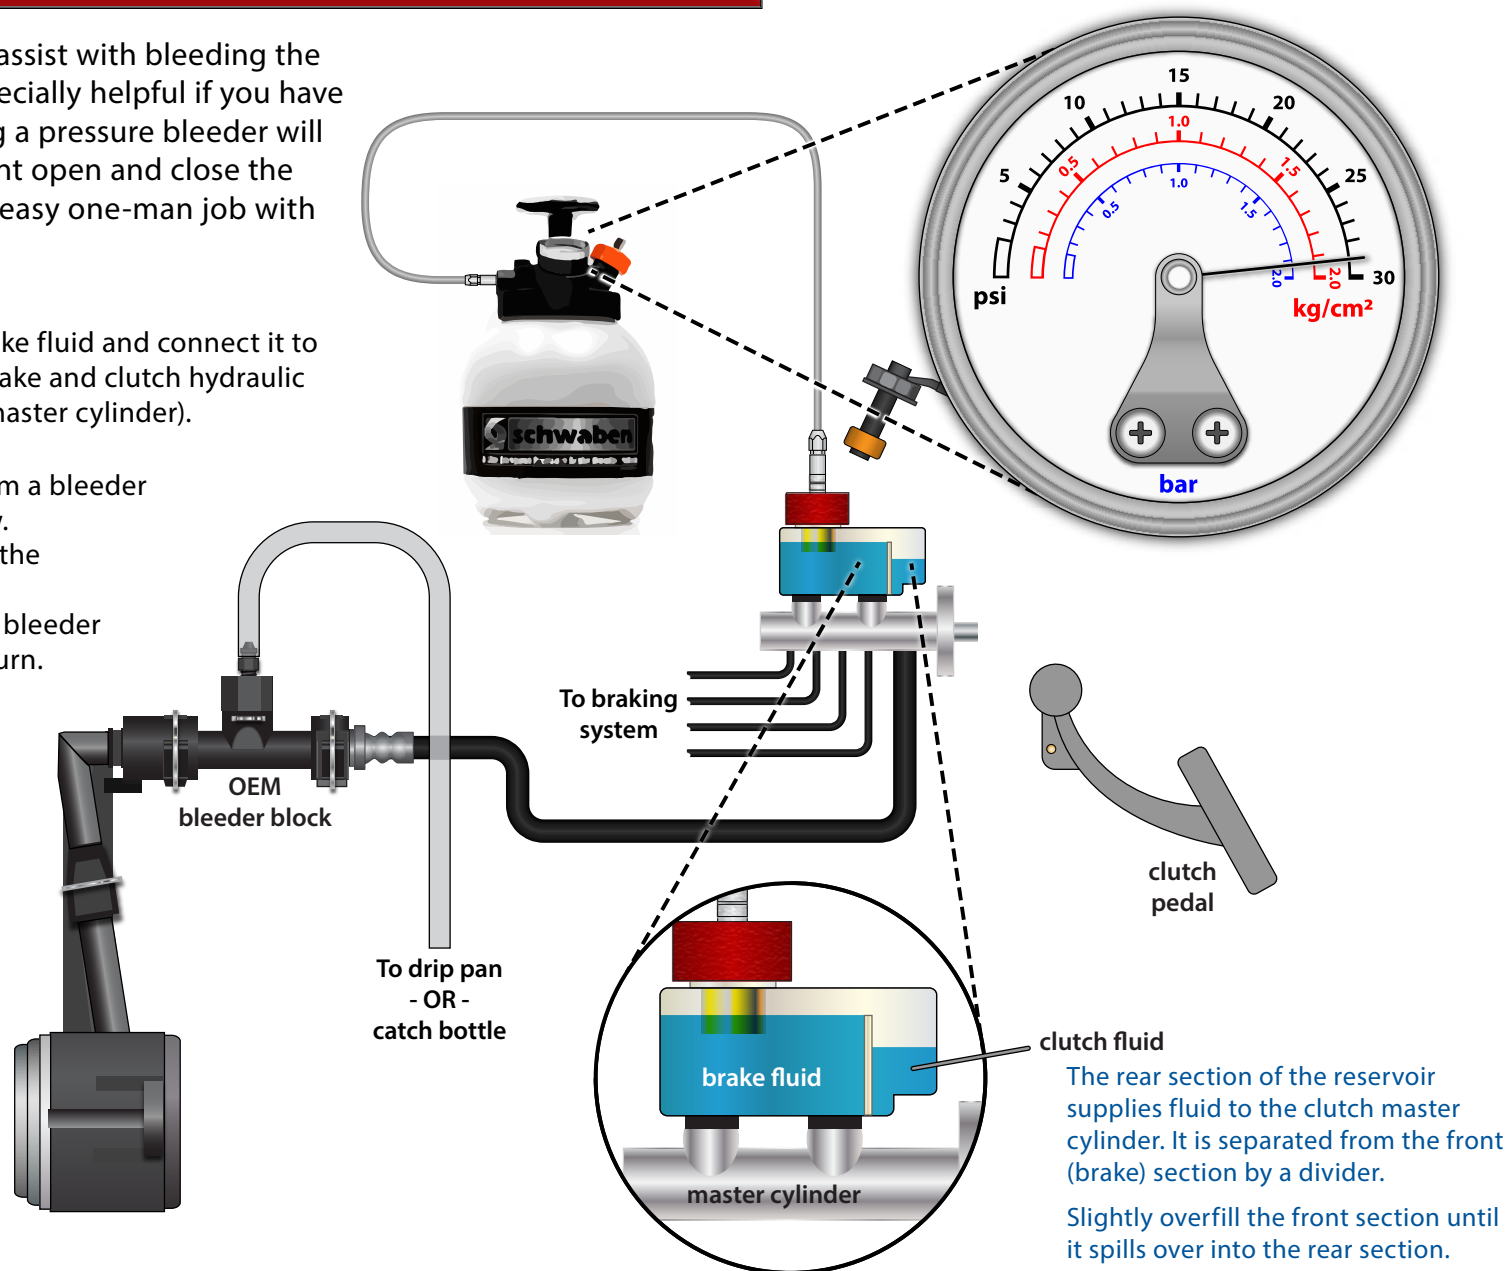 assist with bleeding the
ecially helpful if you have
g a pressure bleeder will
nt open and close the
easy one-man job with
ke fluid and connect it to
ake and clutch hydraulic
naster cylinder).
m a bleeder
.
the
bleeder
urn.
schwaben
5
10
15
20
25
30
psi
0.5
1.0
1.5
2.0
kg/cm²
0.5
1.0
1.5
2.0
bar
To braking
system
OEM
bleeder block
To drip pan
- OR -
catch bottle
clutch
pedal
brake fluid
master cylinder
clutch fluid
The rear section of the reservoir
supplies fluid to the clutch master
cylinder. It is separated from the front
(brake) section by a divider.
Slightly overfill the front section until
it spills over into the rear section.